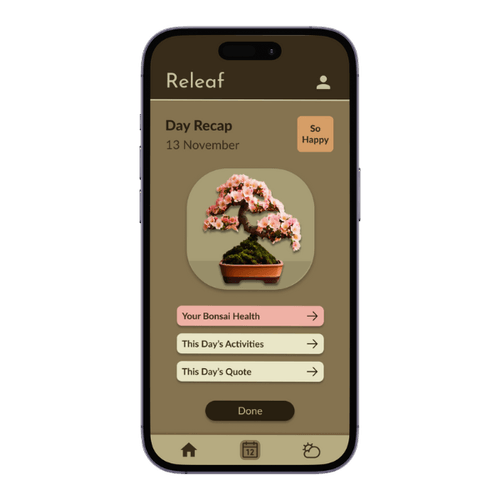 Releaf
Day Recap
13 November
So
Happy
Your Bonsai Health
This Day's Activities
This Day's Quote
Done
12